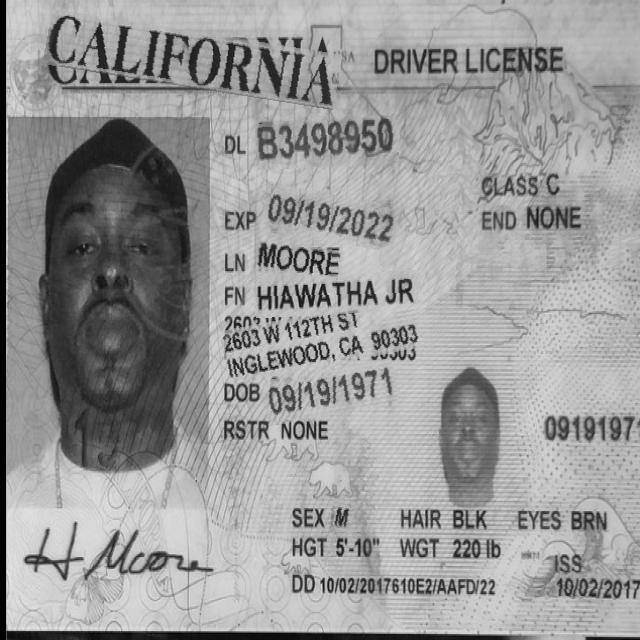 CALIFORNIA
DRIVER LICENSE
DL B3498950
CLASS C
EXP 09/19/2022
END NONE
LN MOORE
FN HIAWATHA JR
2603 W 112TH ST
INGLEWOOD, CA 90303
DOB 09/19/1971
RSTR NONE
0919197
SEX M HAIR BLK EYES BRN
HGT 5'-10" WGT 220 lb
ISS
DD 10/02/2017610E2/AAFD/22
10/02/2017
H Moore